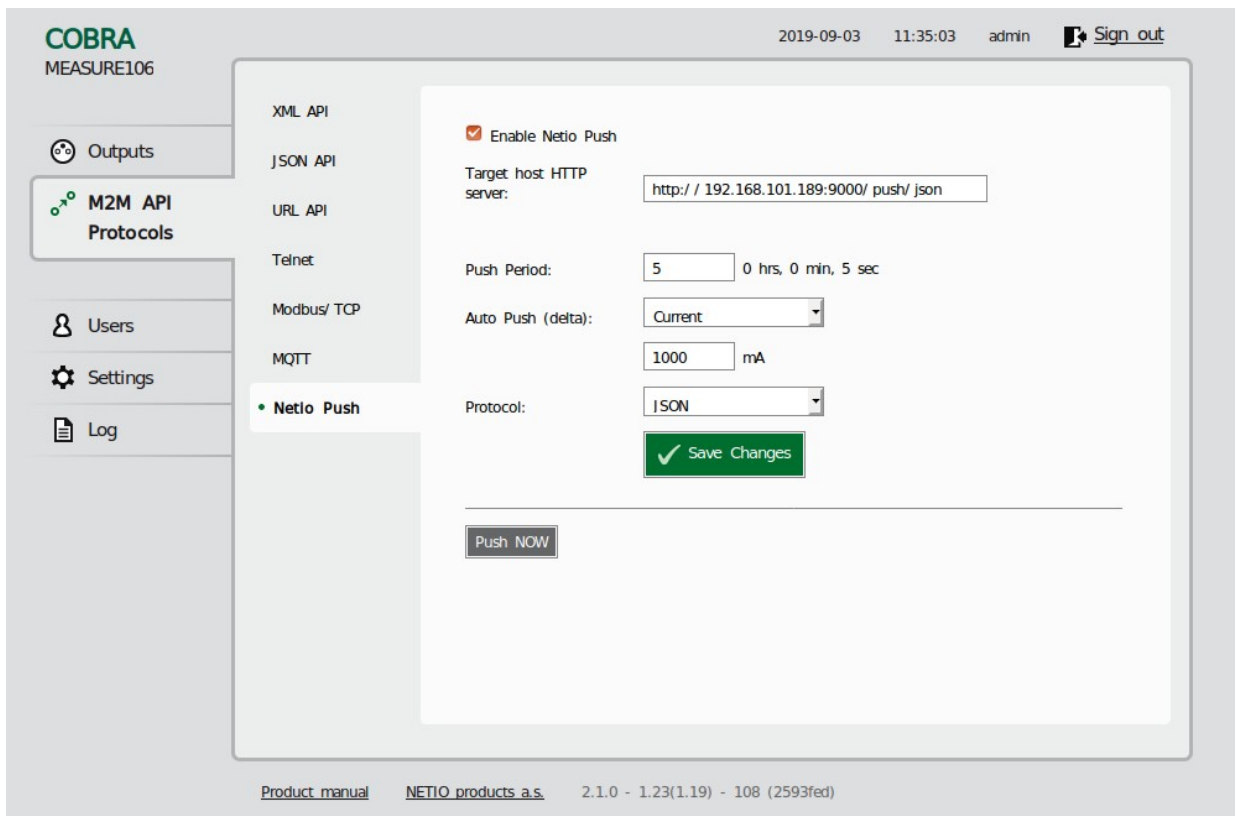 COBRA
MEASURE106
2019-09-03 11:35:03 admin Sign out
Outputs
M2M API
Protocols
Users
Settings
Log
XML API
JSON API
URL API
Telnet
Modbus/TCP
MQTT
• Netio Push
Enable Netio Push
Target host HTTP
server:
http://192.168.101.189:9000/push/json
Push Period:
5
0 hrs, 0 min, 5 sec
Auto Push (delta):
Current
1000
mA
Protocol:
JSON
Save Changes
Push NOW
Product manual NETIO products a.s. 2.1.0 - 1.23(1.19) - 108 (2593fed)